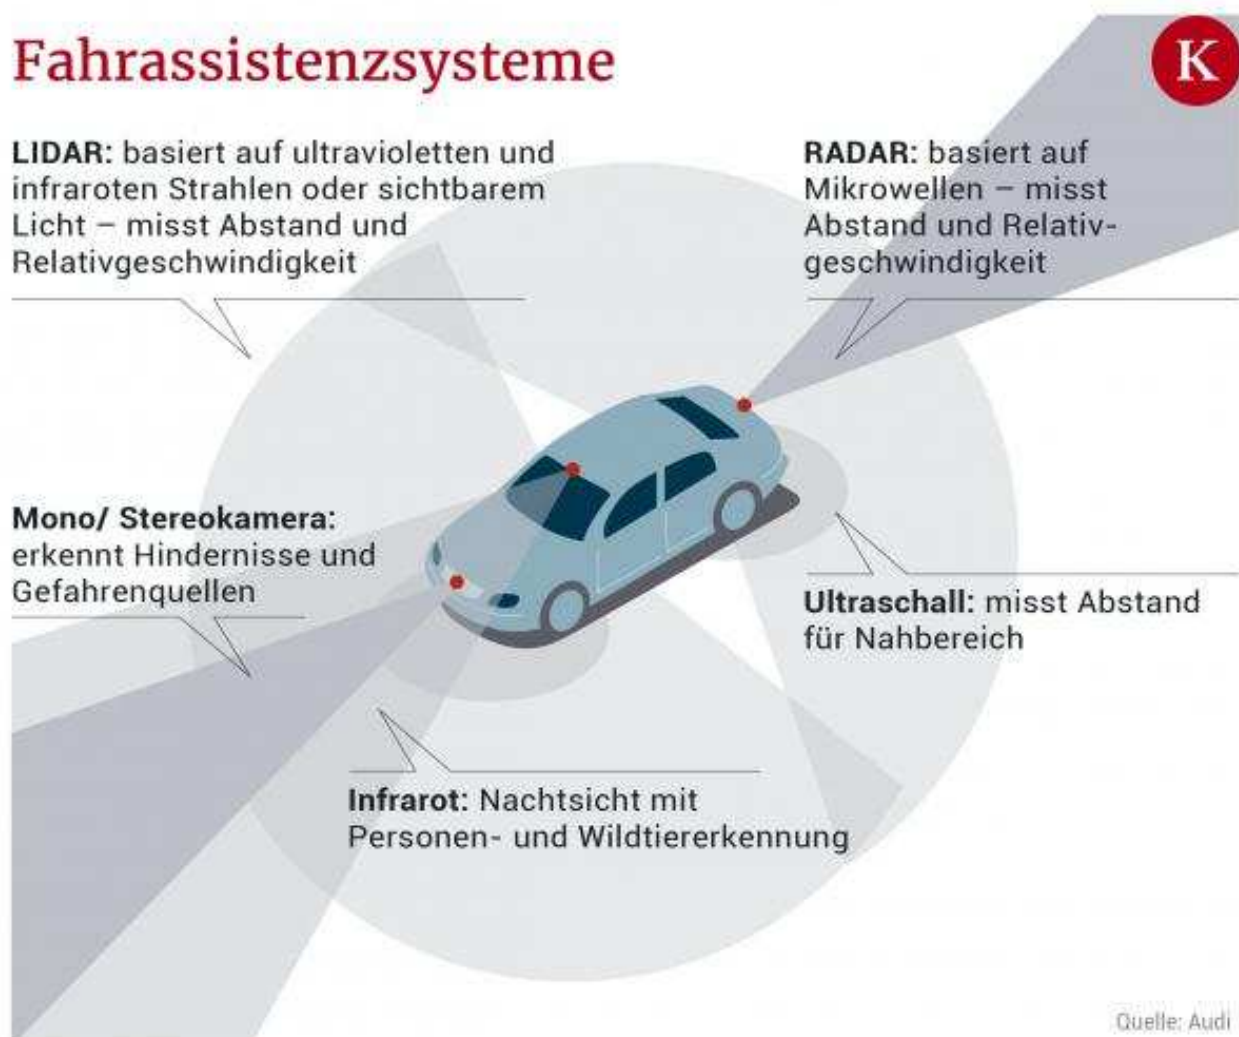 Fahrassistenzsysteme
K
LIDAR: basiert auf ultravioletten und
infraroten Strahlen oder sichtbarem
Licht – misst Abstand und
Relativgeschwindigkeit
RADAR: basiert auf
Mikrowellen – misst
Abstand und Relativ-
geschwindigkeit
Mono/ Stereokamera:
erkennt Hindernisse und
Gefahrenquellen
Ultraschall: misst Abstand
für Nahbereich
Infrarot: Nachtsicht mit
Personen- und Wildtiererkennung
Quelle: Audi